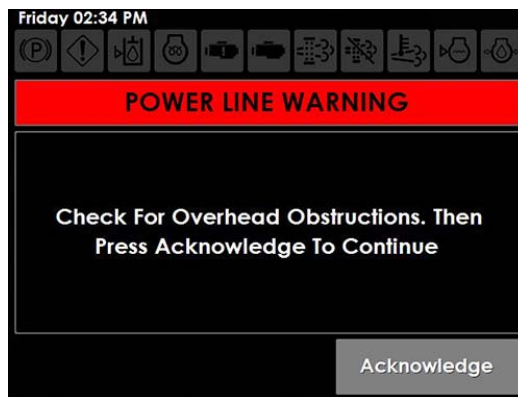 Friday 02:34 PM
(P)
POWER LINE WARNING
Check For Overhead Obstructions. Then
Press Acknowledge To Continue
Acknowledge